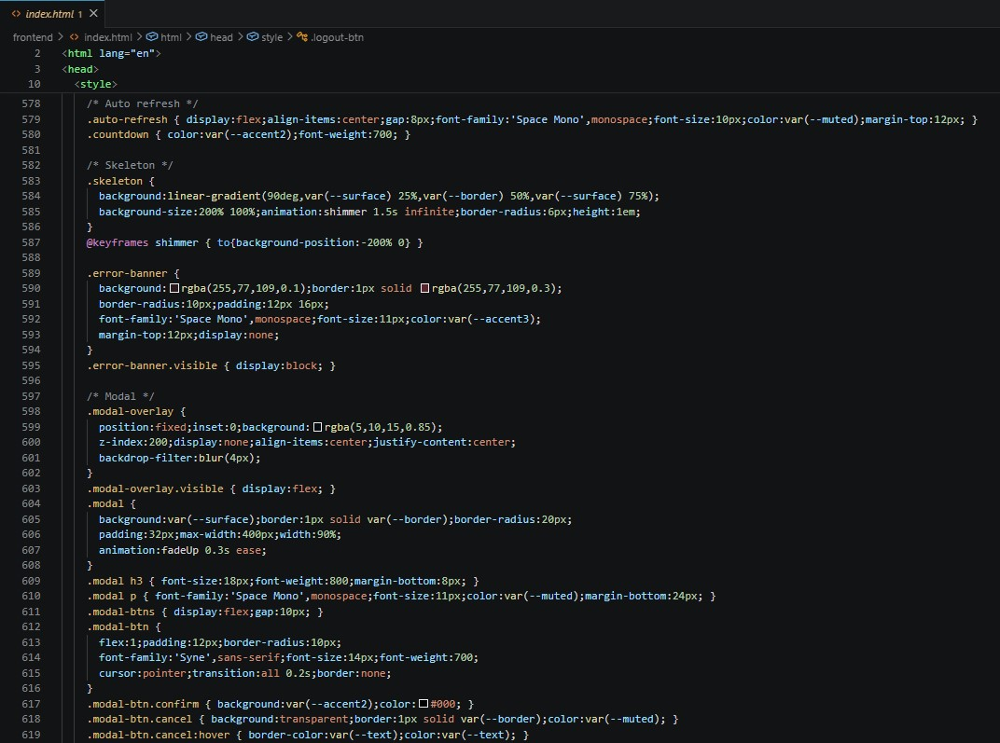 index.html 1
frontend > index.html > html > head > style > .logout-btn
2 <html lang="en">
3 <head>
10 <style>
578 /* Auto refresh */
579 .auto-refresh { display:flex;align-items:center;gap:8px;font-family:'Space Mono',monospace;font-size:10px;color:var(--muted);margin-top:12px; }
580 .countdown { color:var(--accent2);font-weight:700; }
581
582 /* Skeleton */
583 .skeleton {
584 background:linear-gradient(90deg,var(--surface) 25%,var(--border) 50%,var(--surface) 75%);
585 background-size:200% 100%;animation:shimmer 1.5s infinite;border-radius:6px;height:1em;
586 }
587 @keyframes shimmer { to{background-position:-200% 0} }
588
589 .error-banner {
590 background:rgba(255,77,109,0.1);border:1px solid rgba(255,77,109,0.3);
591 border-radius:10px;padding:12px 16px;
592 font-family:'Space Mono',monospace;font-size:11px;color:var(--accent3);
593 margin-top:12px;display:none;
594 }
595 .error-banner.visible { display:block; }
596
597 /* Modal */
598 .modal-overlay {
599 position:fixed;inset:0;background:rgba(5,10,15,0.85);
600 z-index:200;display:none;align-items:center;justify-content:center;
601 backdrop-filter:blur(4px);
602 }
603 .modal-overlay.visible { display:flex; }
604 .modal {
605 background:var(--surface);border:1px solid var(--border);border-radius:20px;
606 padding:32px;max-width:400px;width:90%;
607 animation:fadeUp 0.3s ease;
608 }
609 .modal h3 { font-size:18px;font-weight:800;margin-bottom:8px; }
610 .modal p { font-family:'Space Mono',monospace;font-size:11px;color:var(--muted);margin-bottom:24px; }
611 .modal-btns { display:flex;gap:10px; }
612 .modal-btn {
613 flex:1;padding:12px;border-radius:10px;
614 font-family:'Syne',sans-serif;font-size:14px;font-weight:700;
615 cursor:pointer;transition:all 0.2s;border:none;
616 }
617 .modal-btn.confirm { background:var(--accent2);color:#000; }
618 .modal-btn.cancel { background:transparent;border:1px solid var(--border);color:var(--muted); }
619 .modal-btn.cancel:hover { border-color:var(--text);color:var(--text); }